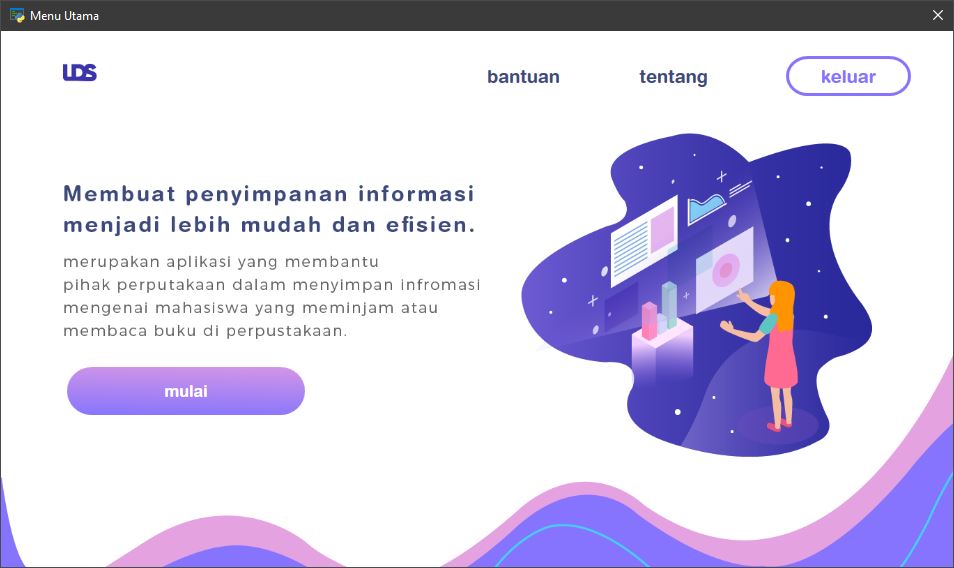 Menu Utama
LDS
bantuan
tentang
keluar
Membuat penyimpanan informasi
menjadi lebih mudah dan efisien.
merupakan aplikasi yang membantu
pihak perputakaan dalam menyimpan infromasi
mengenai mahasiswa yang meminjam atau
membaca buku di perpustakaan.
mulai